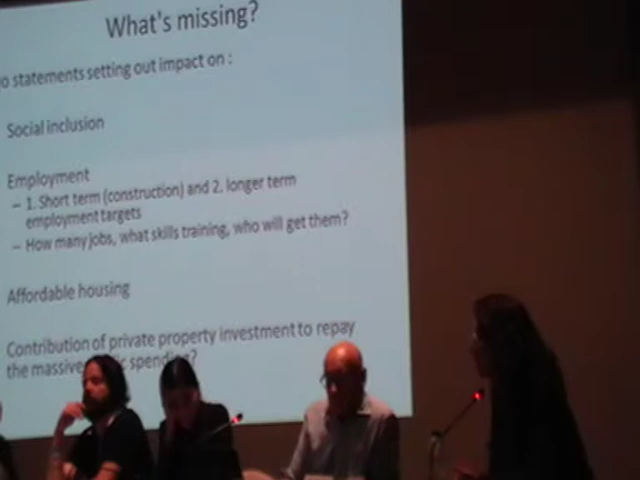 What's missing?
o statements setting out impact on :
Social inclusion
Employment
– 1. Short term (construction) and 2. longer term
employment targets
– How many jobs, what skills training, who will get them?
Affordable housing
Contribution of private property investment to repay
the massive c spending?